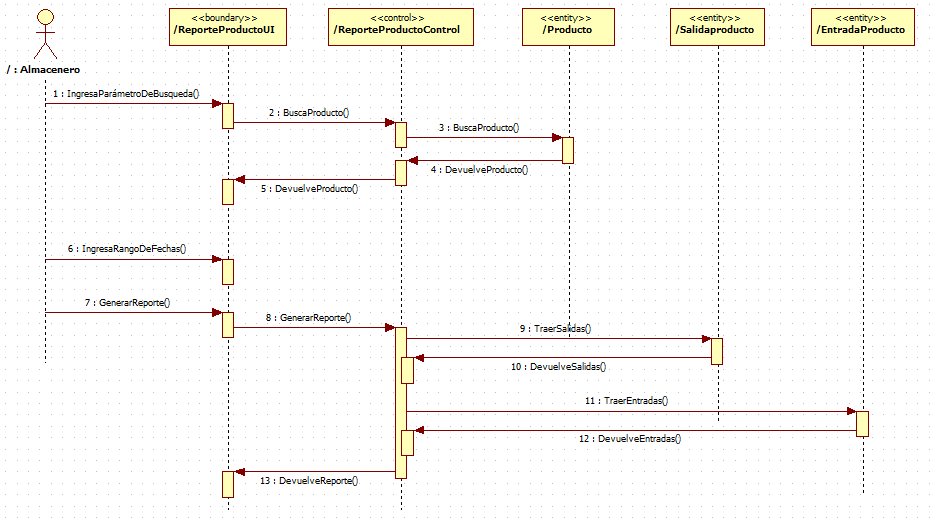 <<boundary>>
/ReporteProductoUI
<<control>>
/ReporteProductoControl
<<entity>>
/Producto
<<entity>>
/Salidaproducto
<<entity>>
/EntradaProducto
/ : Almacenero
1 : IngresaParámetroDeBusqueda()
2 : BuscaProducto()
3 : BuscaProducto()
4 : DevuelveProducto()
5 : DevuelveProducto()
6 : IngresaRangoDeFechas()
7 : GenerarReporte()
8 : GenerarReporte()
9 : TraerSalidas()
10 : DevuelveSalidas()
11 : TraerEntradas()
12 : DevuelveEntradas()
13 : DevuelveReporte()